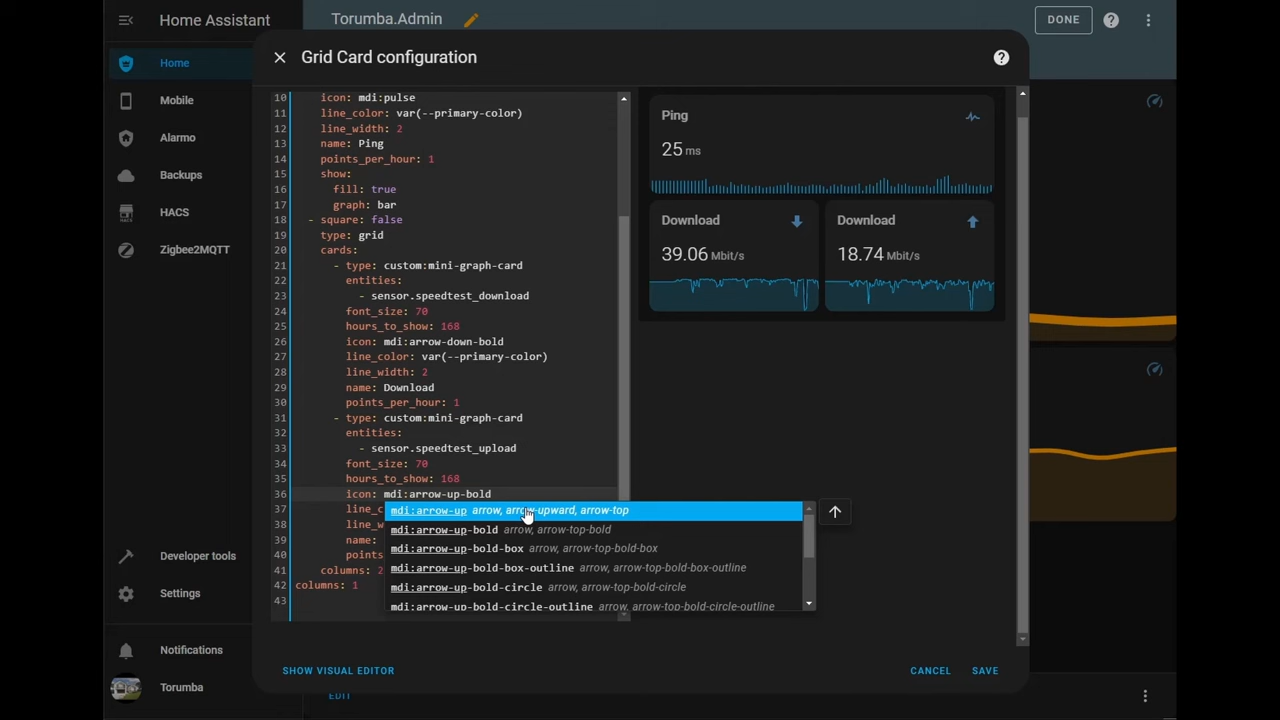 Home Assistant
Torumba.Admin
DONE
Home
Mobile
Alarmo
Backups
HACS
HACS
Zigbee2MQTT
Developer tools
Settings
Notifications
Torumba
Grid Card configuration
10 icon: mdi:pulse
11 line_color: var(--primary-color)
12 line_width: 2
13 name: Ping
14 points_per_hour: 1
15 show:
16 fill: true
17 graph: bar
18 - square: false
19 type: grid
20 cards:
21 - type: custom:mini-graph-card
22 entities:
23 - sensor.speedtest_download
24 font_size: 70
25 hours_to_show: 168
26 icon: mdi:arrow-down-bold
27 line_color: var(--primary-color)
28 line_width: 2
29 name: Download
30 points_per_hour: 1
31 - type: custom:mini-graph-card
32 entities:
33 - sensor.speedtest_upload
34 font_size: 70
35 hours_to_show: 168
36 icon: mdi:arrow-up-bold
37 line_c
38 line_w
39 name:
40 points
41 columns: 2
42 columns: 1
43
mdi:arrow-up arrow, arrow-upward, arrow-top
mdi:arrow-up-bold arrow, arrow-top-bold
mdi:arrow-up-bold-box arrow, arrow-top-bold-box
mdi:arrow-up-bold-box-outline arrow, arrow-top-bold-box-outline
mdi:arrow-up-bold-circle arrow, arrow-top-bold-circle
mdi:arrow-up-bold-circle-outline arrow, arrow-top-bold-circle-outline
Ping
25 ms
Download
39.06 Mbit/s
Download
18.74 Mbit/s
SHOW VISUAL EDITOR
CANCEL
SAVE
EDIT